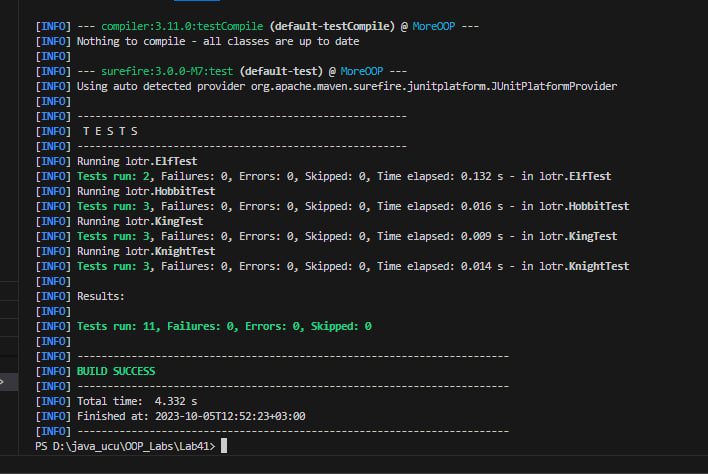 [INFO] --- compiler:3.11.0:testCompile (default-testCompile) @ MoreOOP ---
[INFO] Nothing to compile - all classes are up to date
[INFO]
[INFO] --- surefire:3.0.0-M7:test (default-test) @ MoreOOP ---
[INFO] Using auto detected provider org.apache.maven.surefire.junitplatform.JUnitPlatformProvider
[INFO]
[INFO] -------------------------------------------------------
[INFO]  T E S T S
[INFO] -------------------------------------------------------
[INFO] Running lotr.ElfTest
[INFO] Tests run: 2, Failures: 0, Errors: 0, Skipped: 0, Time elapsed: 0.132 s - in lotr.ElfTest
[INFO] Running lotr.HobbitTest
[INFO] Tests run: 3, Failures: 0, Errors: 0, Skipped: 0, Time elapsed: 0.016 s - in lotr.HobbitTest
[INFO] Running lotr.KingTest
[INFO] Tests run: 3, Failures: 0, Errors: 0, Skipped: 0, Time elapsed: 0.009 s - in lotr.KingTest
[INFO] Running lotr.KnightTest
[INFO] Tests run: 3, Failures: 0, Errors: 0, Skipped: 0, Time elapsed: 0.014 s - in lotr.KnightTest
[INFO]
[INFO] Results:
[INFO]
[INFO] Tests run: 11, Failures: 0, Errors: 0, Skipped: 0
[INFO]
[INFO] ------------------------------------------------------------------------
[INFO] BUILD SUCCESS
[INFO] ------------------------------------------------------------------------
[INFO] Total time:  4.332 s
[INFO] Finished at: 2023-10-05T12:52:23+03:00
[INFO] ------------------------------------------------------------------------
PS D:\java_ucu\OOP_Labs\Lab41>